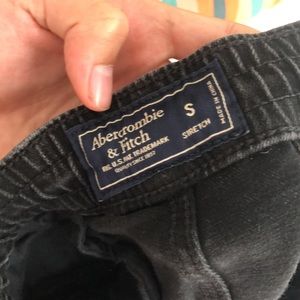 Abercrombie
& Fitch
REG. U.S. PAT. TRADEMARK
QUALITY SINCE 1892
S
STRETCH
MADE IN CHINA